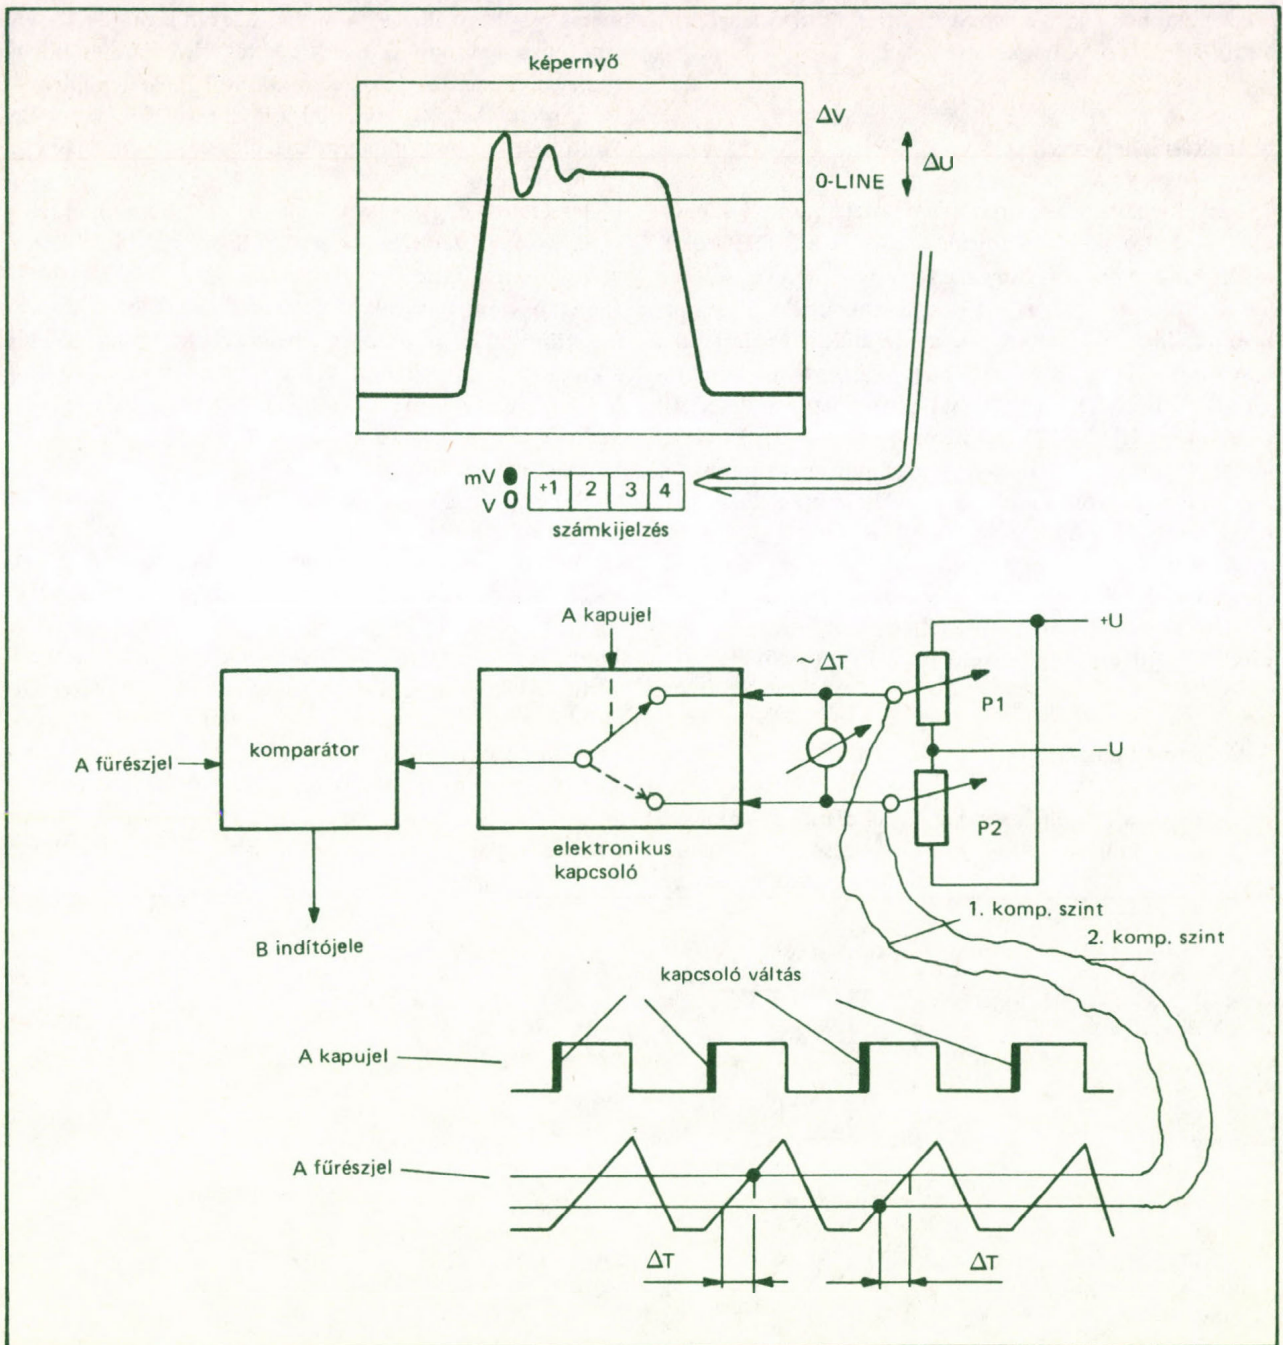 képernyő
ΔV
ΔU
0-LINE
mV
V
+1 2 3 4
számkijelzés
A kapujel
~ΔT
+U
P1
komparátor
A fürészjel
−U
P2
elektronikus
kapcsoló
1. komp. szint
B indítójele
2. komp. szint
kapcsoló váltás
A kapujel
A fűrészjel
ΔT
ΔT